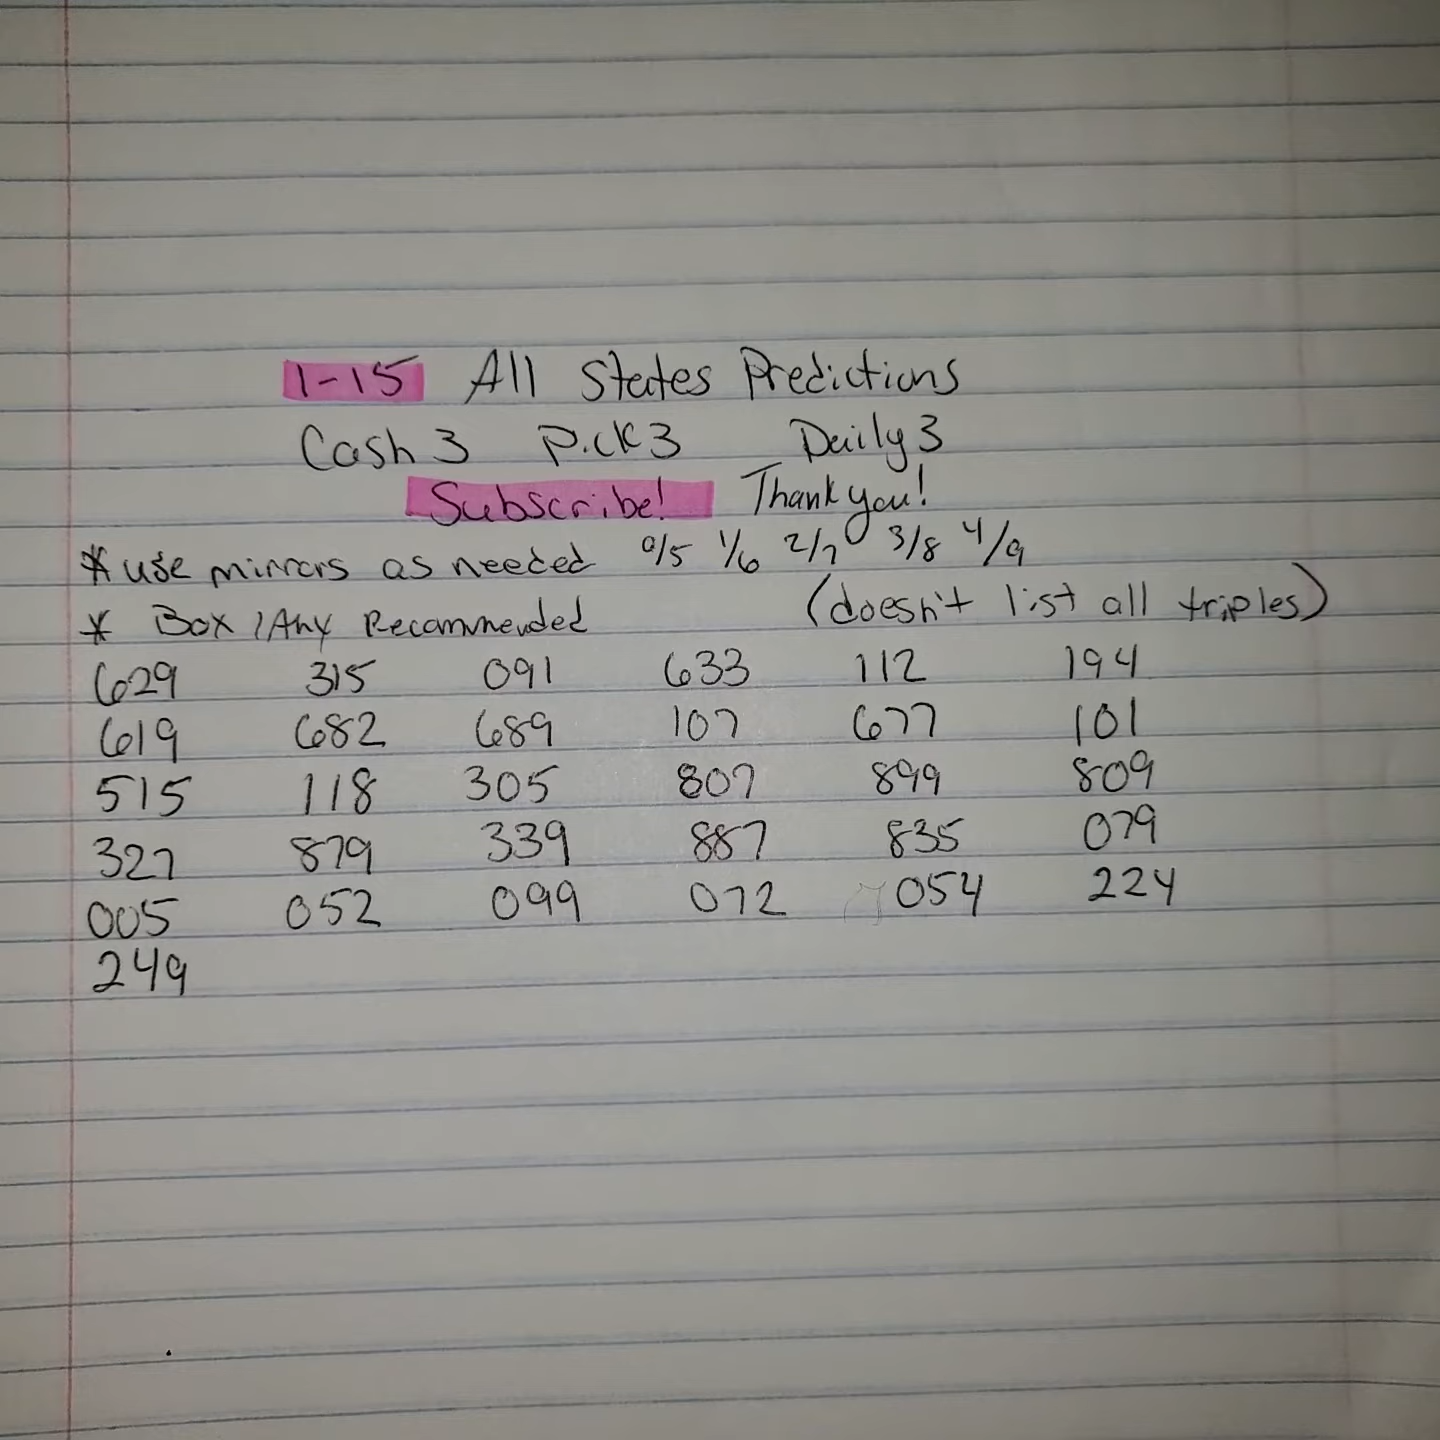 1-15 All States Predictions
Cash 3 Pick 3 Daily 3
Subscribe! Thank you!
* use mirrors as needed 0/5 1/6 2/7 3/8 4/9
* Box / Any Recommended (doesn't list all triples)
629 315 091 633 112 194
619 682 689 107 677 101
515 118 305 807 899 809
327 879 339 887 835 079
005 052 099 072 054 224
249